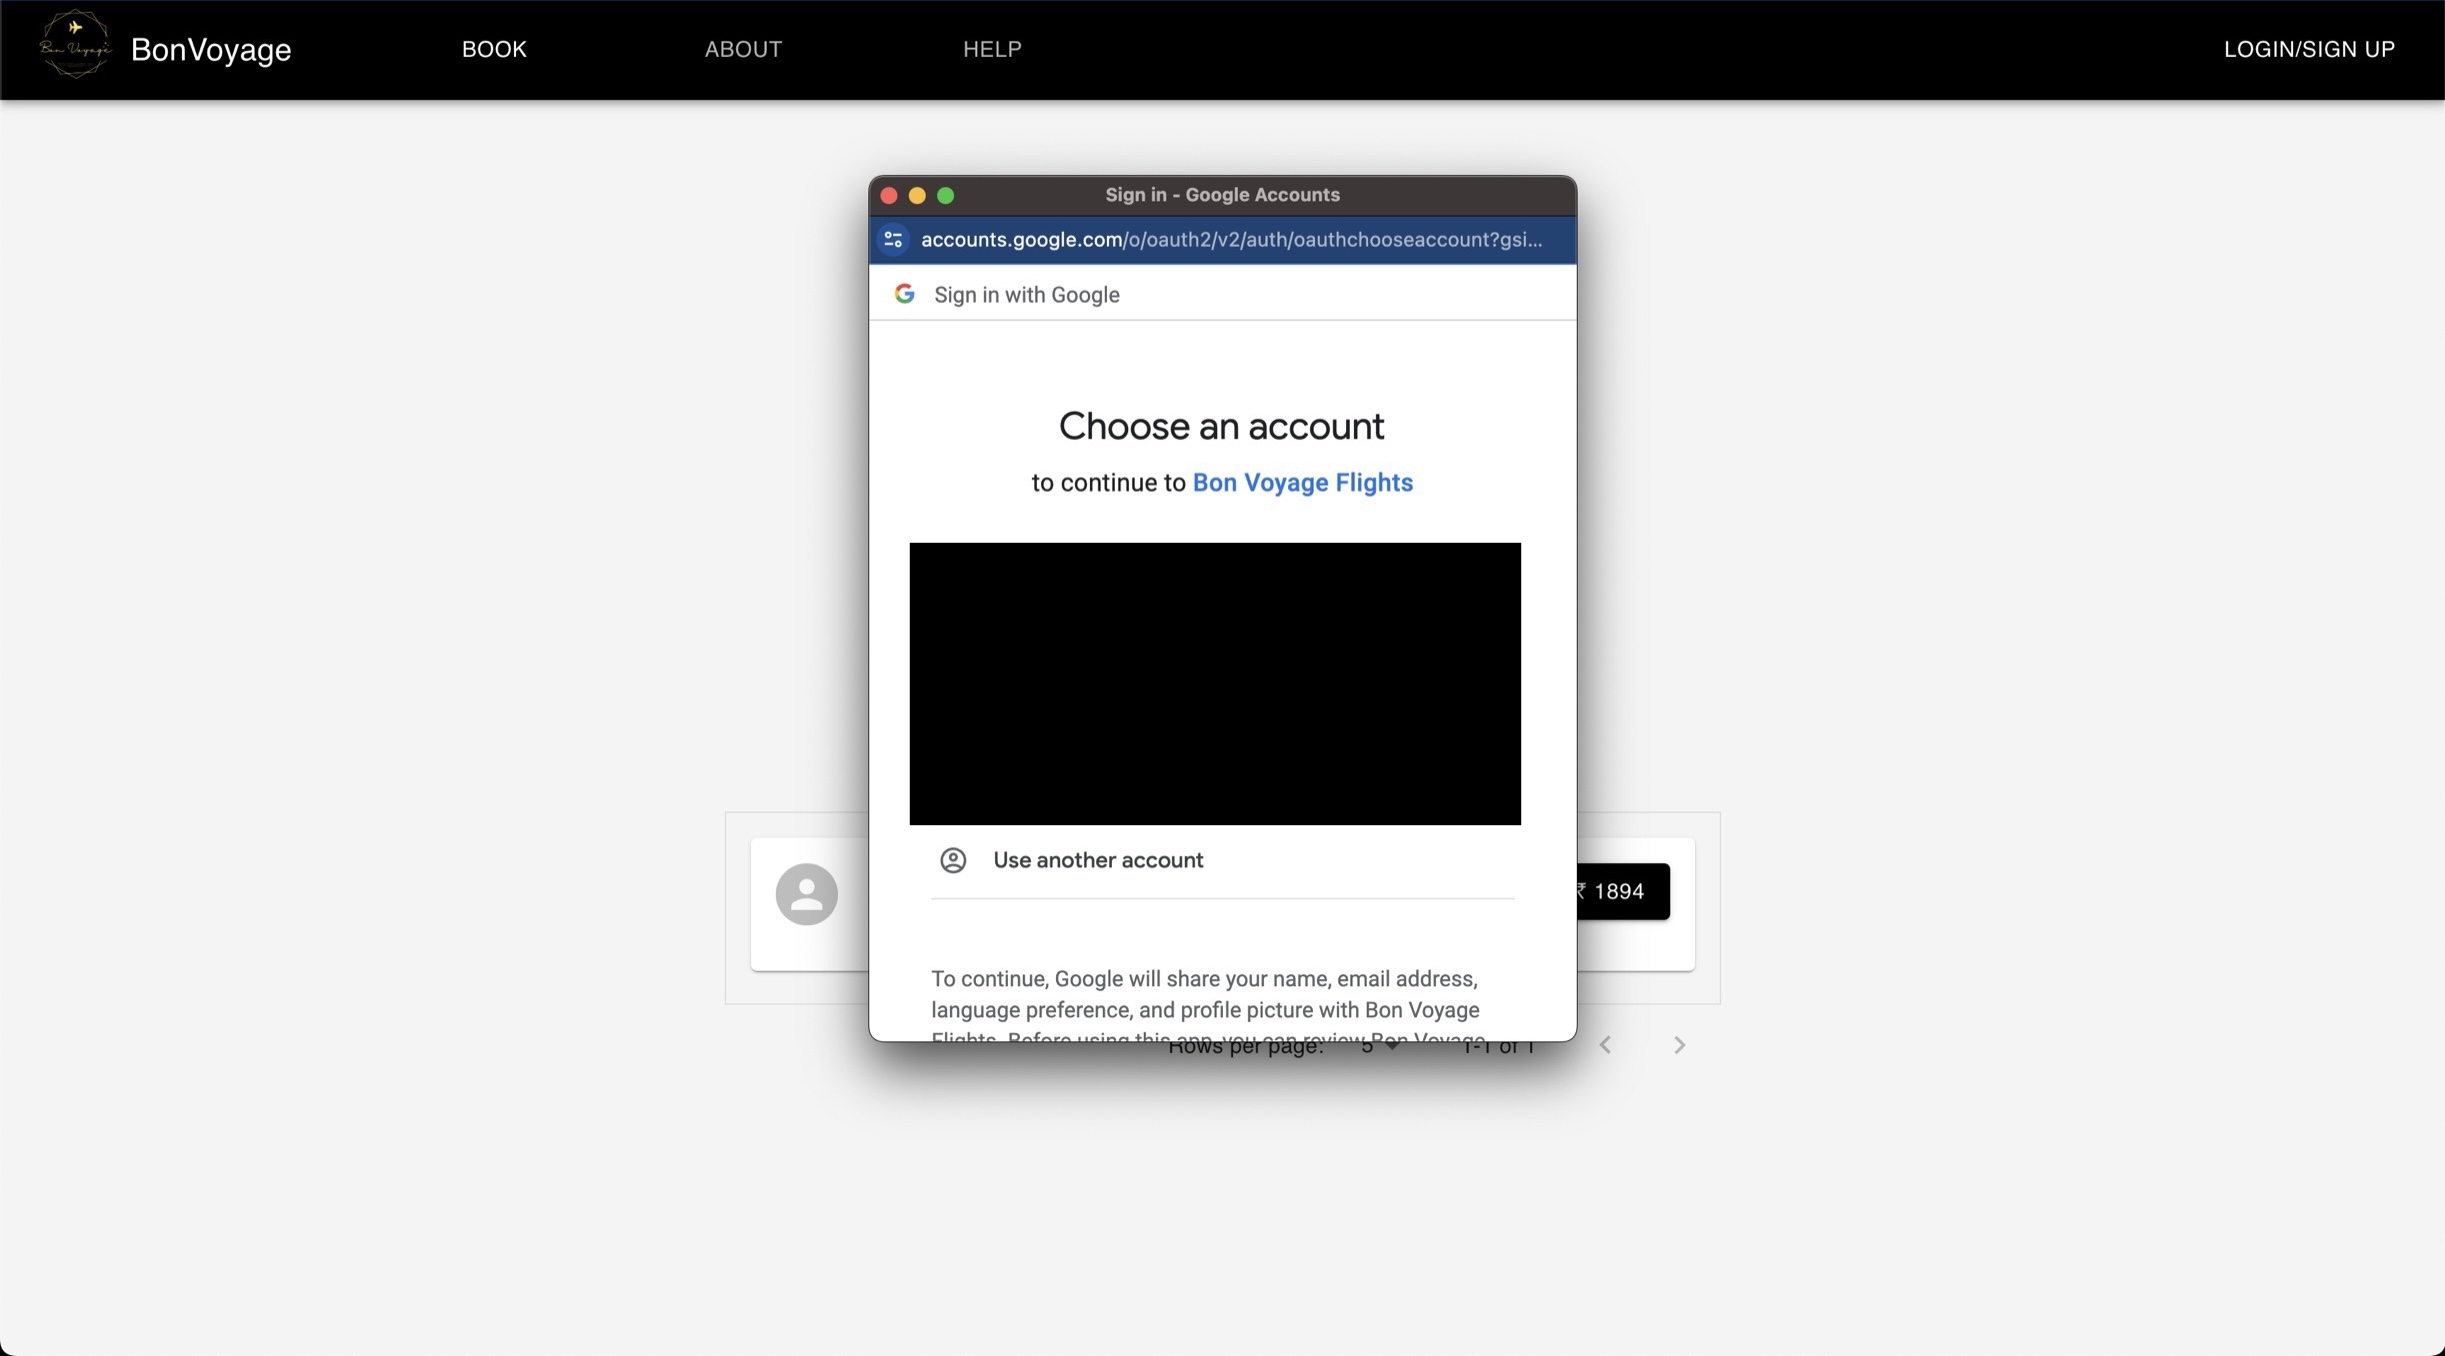 Bon Voyage
BonVoyage
BOOK
ABOUT
HELP
LOGIN/SIGN UP
Sign in - Google Accounts
accounts.google.com/o/oauth2/v2/auth/oauthchooseaccount?gsi...
Sign in with Google
Choose an account
to continue to Bon Voyage Flights
Use another account
₹ 1894
To continue, Google will share your name, email address,
language preference, and profile picture with Bon Voyage
Flights. Before using this app, you can review Bon Voyage
Rows per page: 5 1-1 of 1